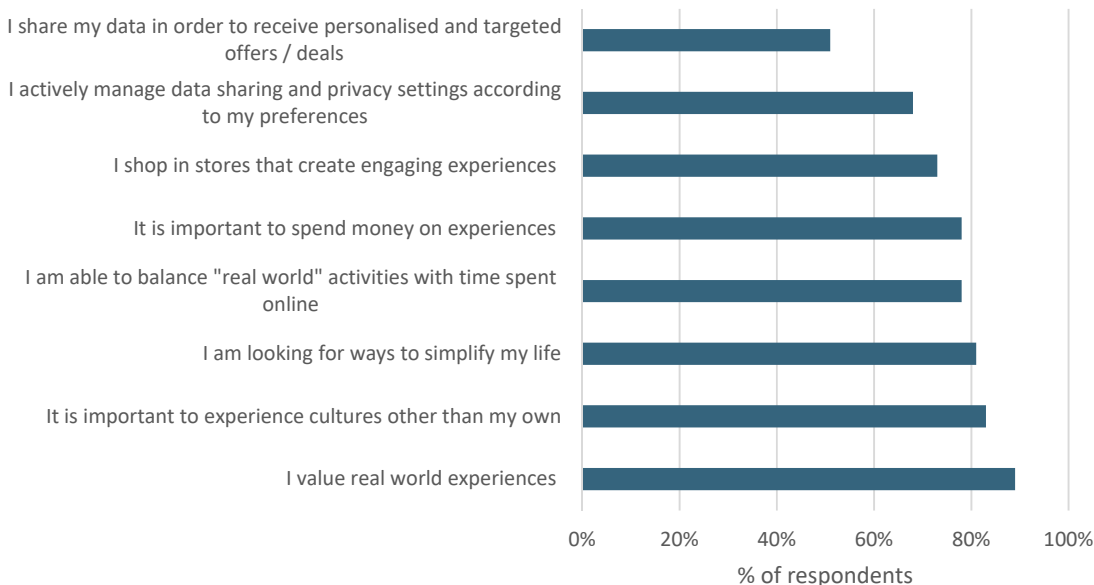 I share my data in order to receive personalised and targeted
offers / deals
I actively manage data sharing and privacy settings according
to my preferences
I shop in stores that create engaging experiences
It is important to spend money on experiences
I am able to balance "real world" activities with time spent
online
I am looking for ways to simplify my life
It is important to experience cultures other than my own
I value real world experiences
0% 20% 40% 60% 80% 100%
% of respondents